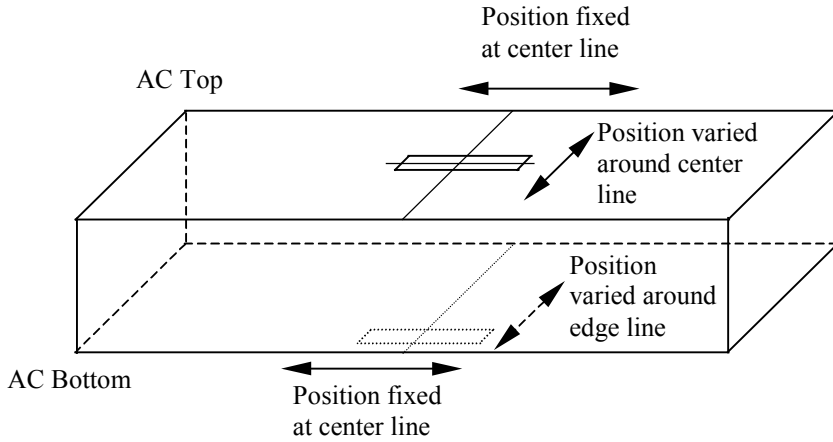 Position fixed
at center line
AC Top
Position varied
around center
line
Position
varied around
edge line
AC Bottom
Position fixed
at center line